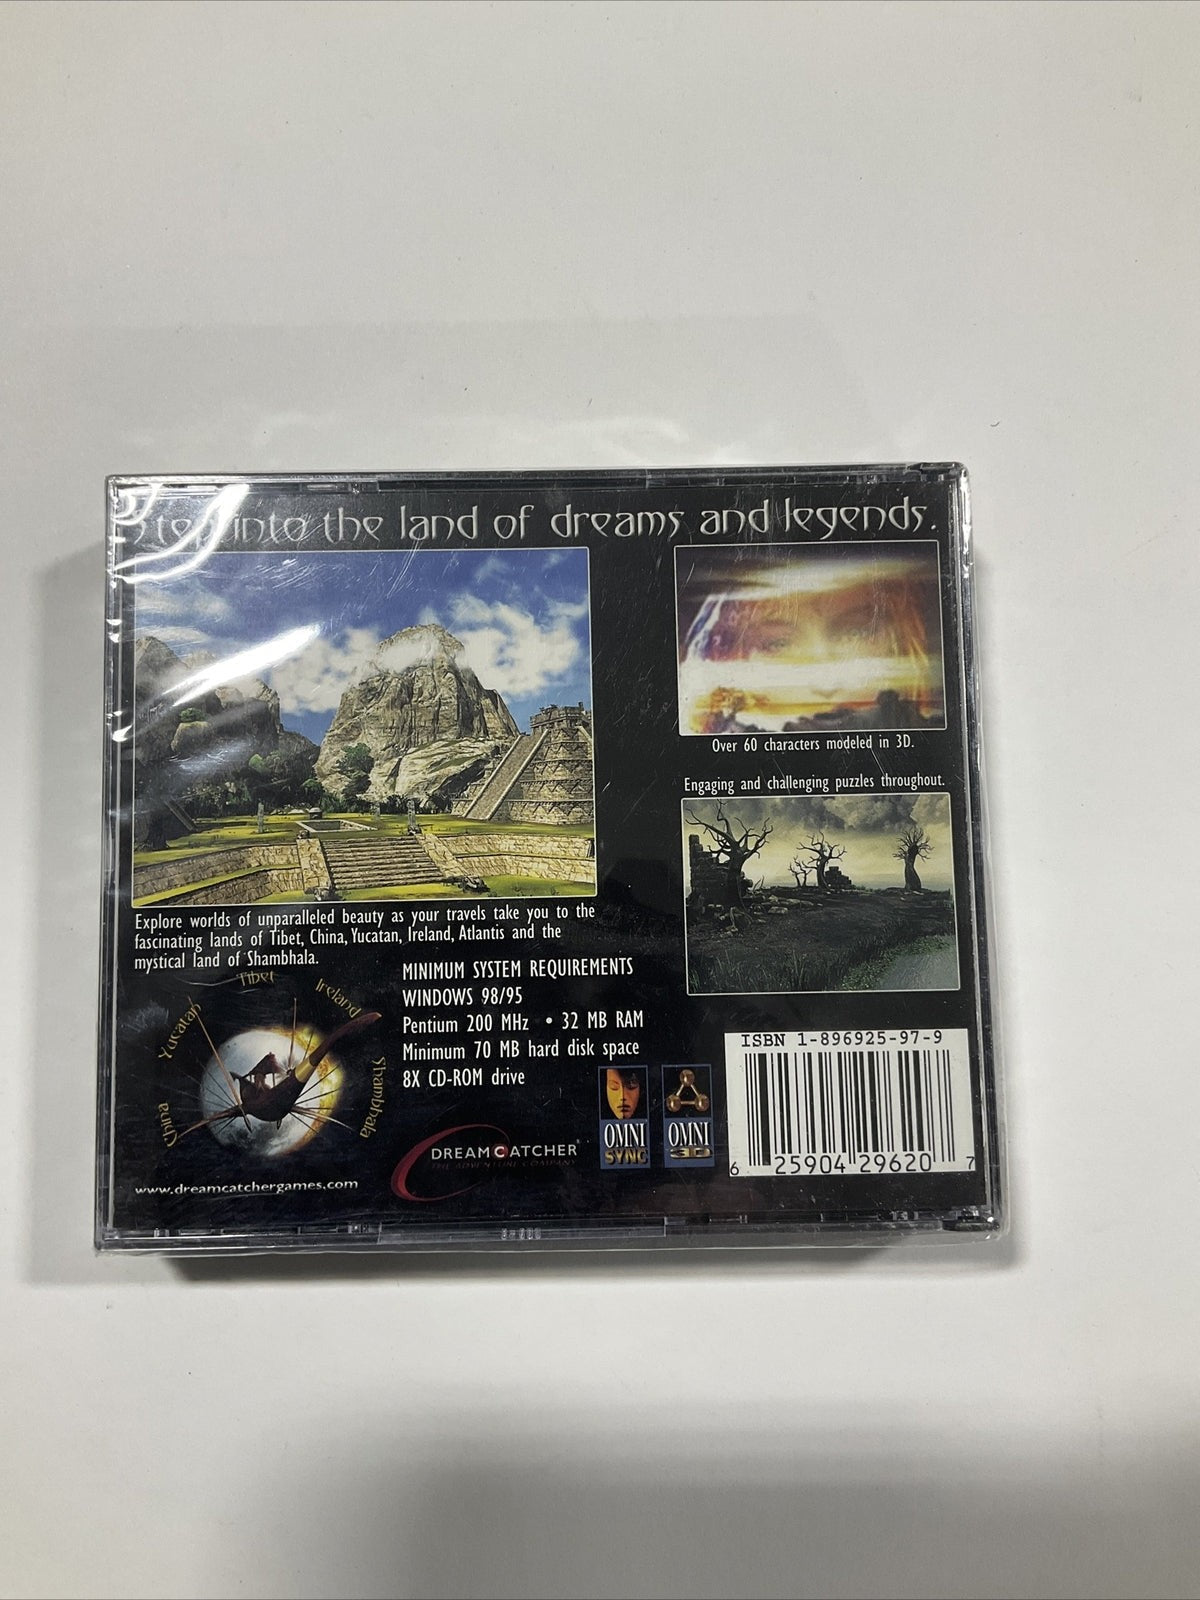 Step into the land of dreams and legends.
Over 60 characters modeled in 3D.
Engaging and challenging puzzles throughout.
Explore worlds of unparalleled beauty as your travels take you to the
fascinating lands of Tibet, China, Yucatan, Ireland, Atlantis and the
mystical land of Shambhala.
Tibet
Ireland
Yucatan
Shambhala
China
MINIMUM SYSTEM REQUIREMENTS
WINDOWS 98/95
Pentium 200 MHz • 32 MB RAM
Minimum 70 MB hard disk space
8X CD-ROM drive
DREAMCATCHER®
THE ADVENTURE COMPANY
www.dreamcatchergames.com
OMNI
SYNC
OMNI
3D
ISBN 1-896925-97-9
6 25904 29620 7